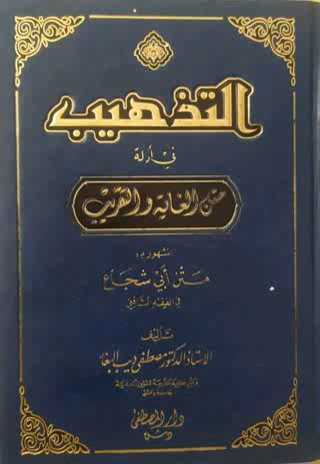 التذهيب
في أدلة
متن الغاية والتقريب
المشهور بـ:
متن أبي شجاع
في الفقه الشافعي
تأليف
الأستاذ الدكتور مصطفى ديب البغا
دار المصطفى
دمشق